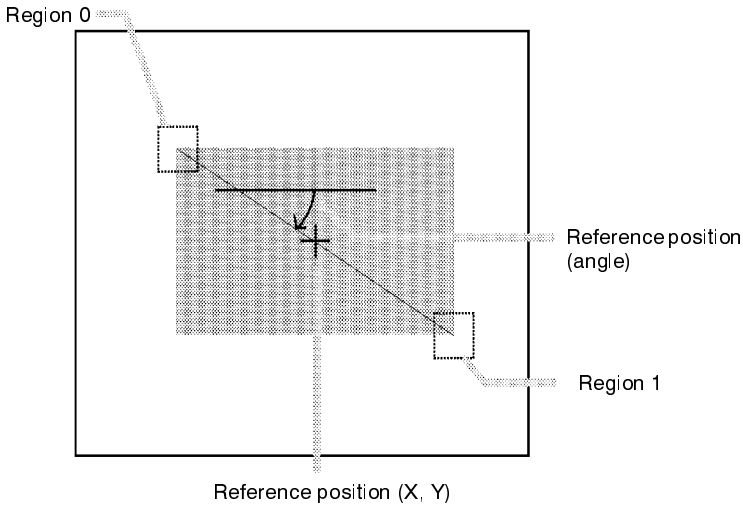 Region 0
Reference position
(angle)
Region 1
Reference position (X, Y)